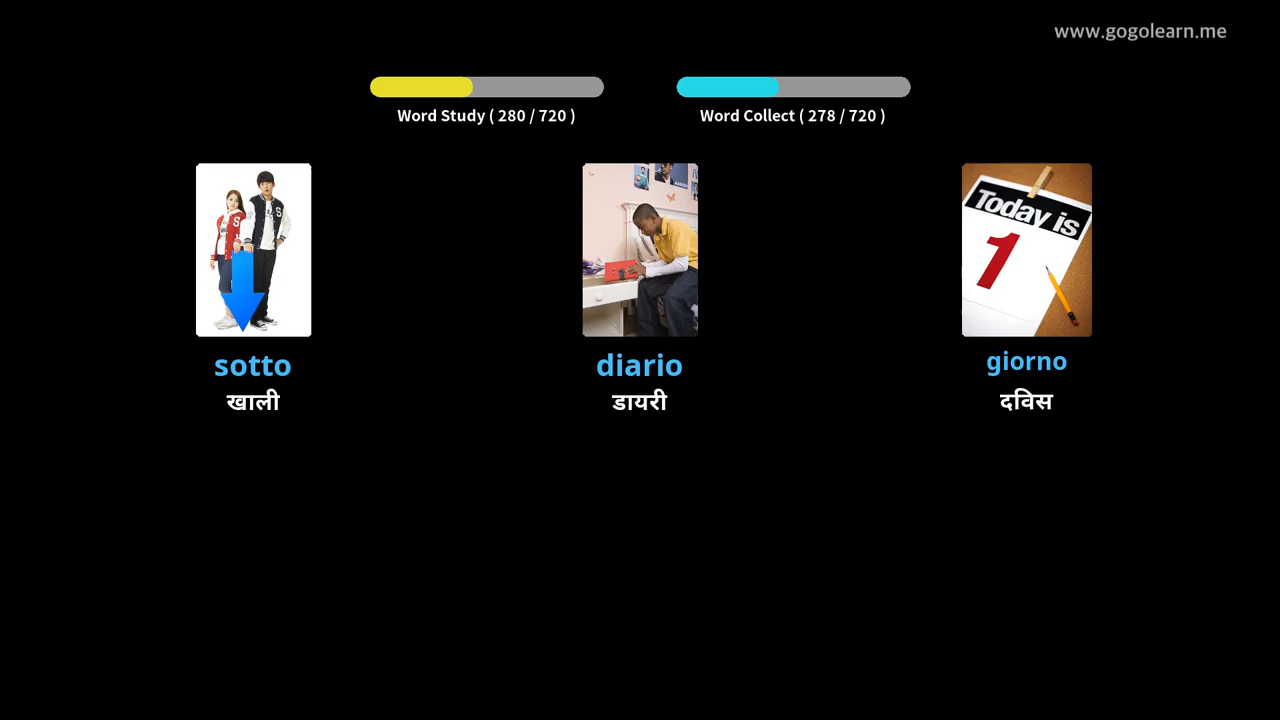 www.gogolearn.me
Word Study ( 280 / 720 )
Word Collect ( 278 / 720 )
Today is
1
sotto
diario
giorno
खाली
डायरी
दविस